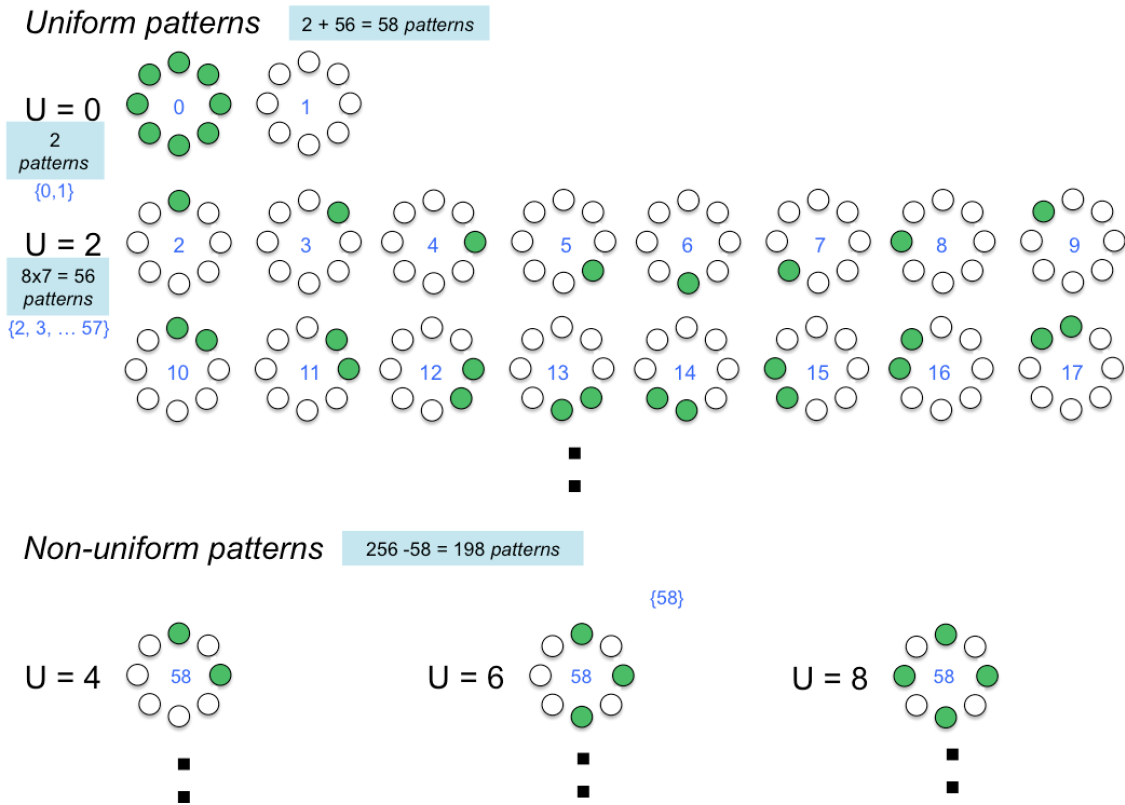 Uniform patterns
2 + 56 = 58 patterns
U = 0
0
1
2
patterns
{0,1}
U = 2
2
3
4
5
6
7
8
9
8x7 = 56
patterns
{2, 3, … 57}
10
11
12
13
14
15
16
17
Non-uniform patterns
256 -58 = 198 patterns
{58}
U = 4
58
U = 6
58
U = 8
58